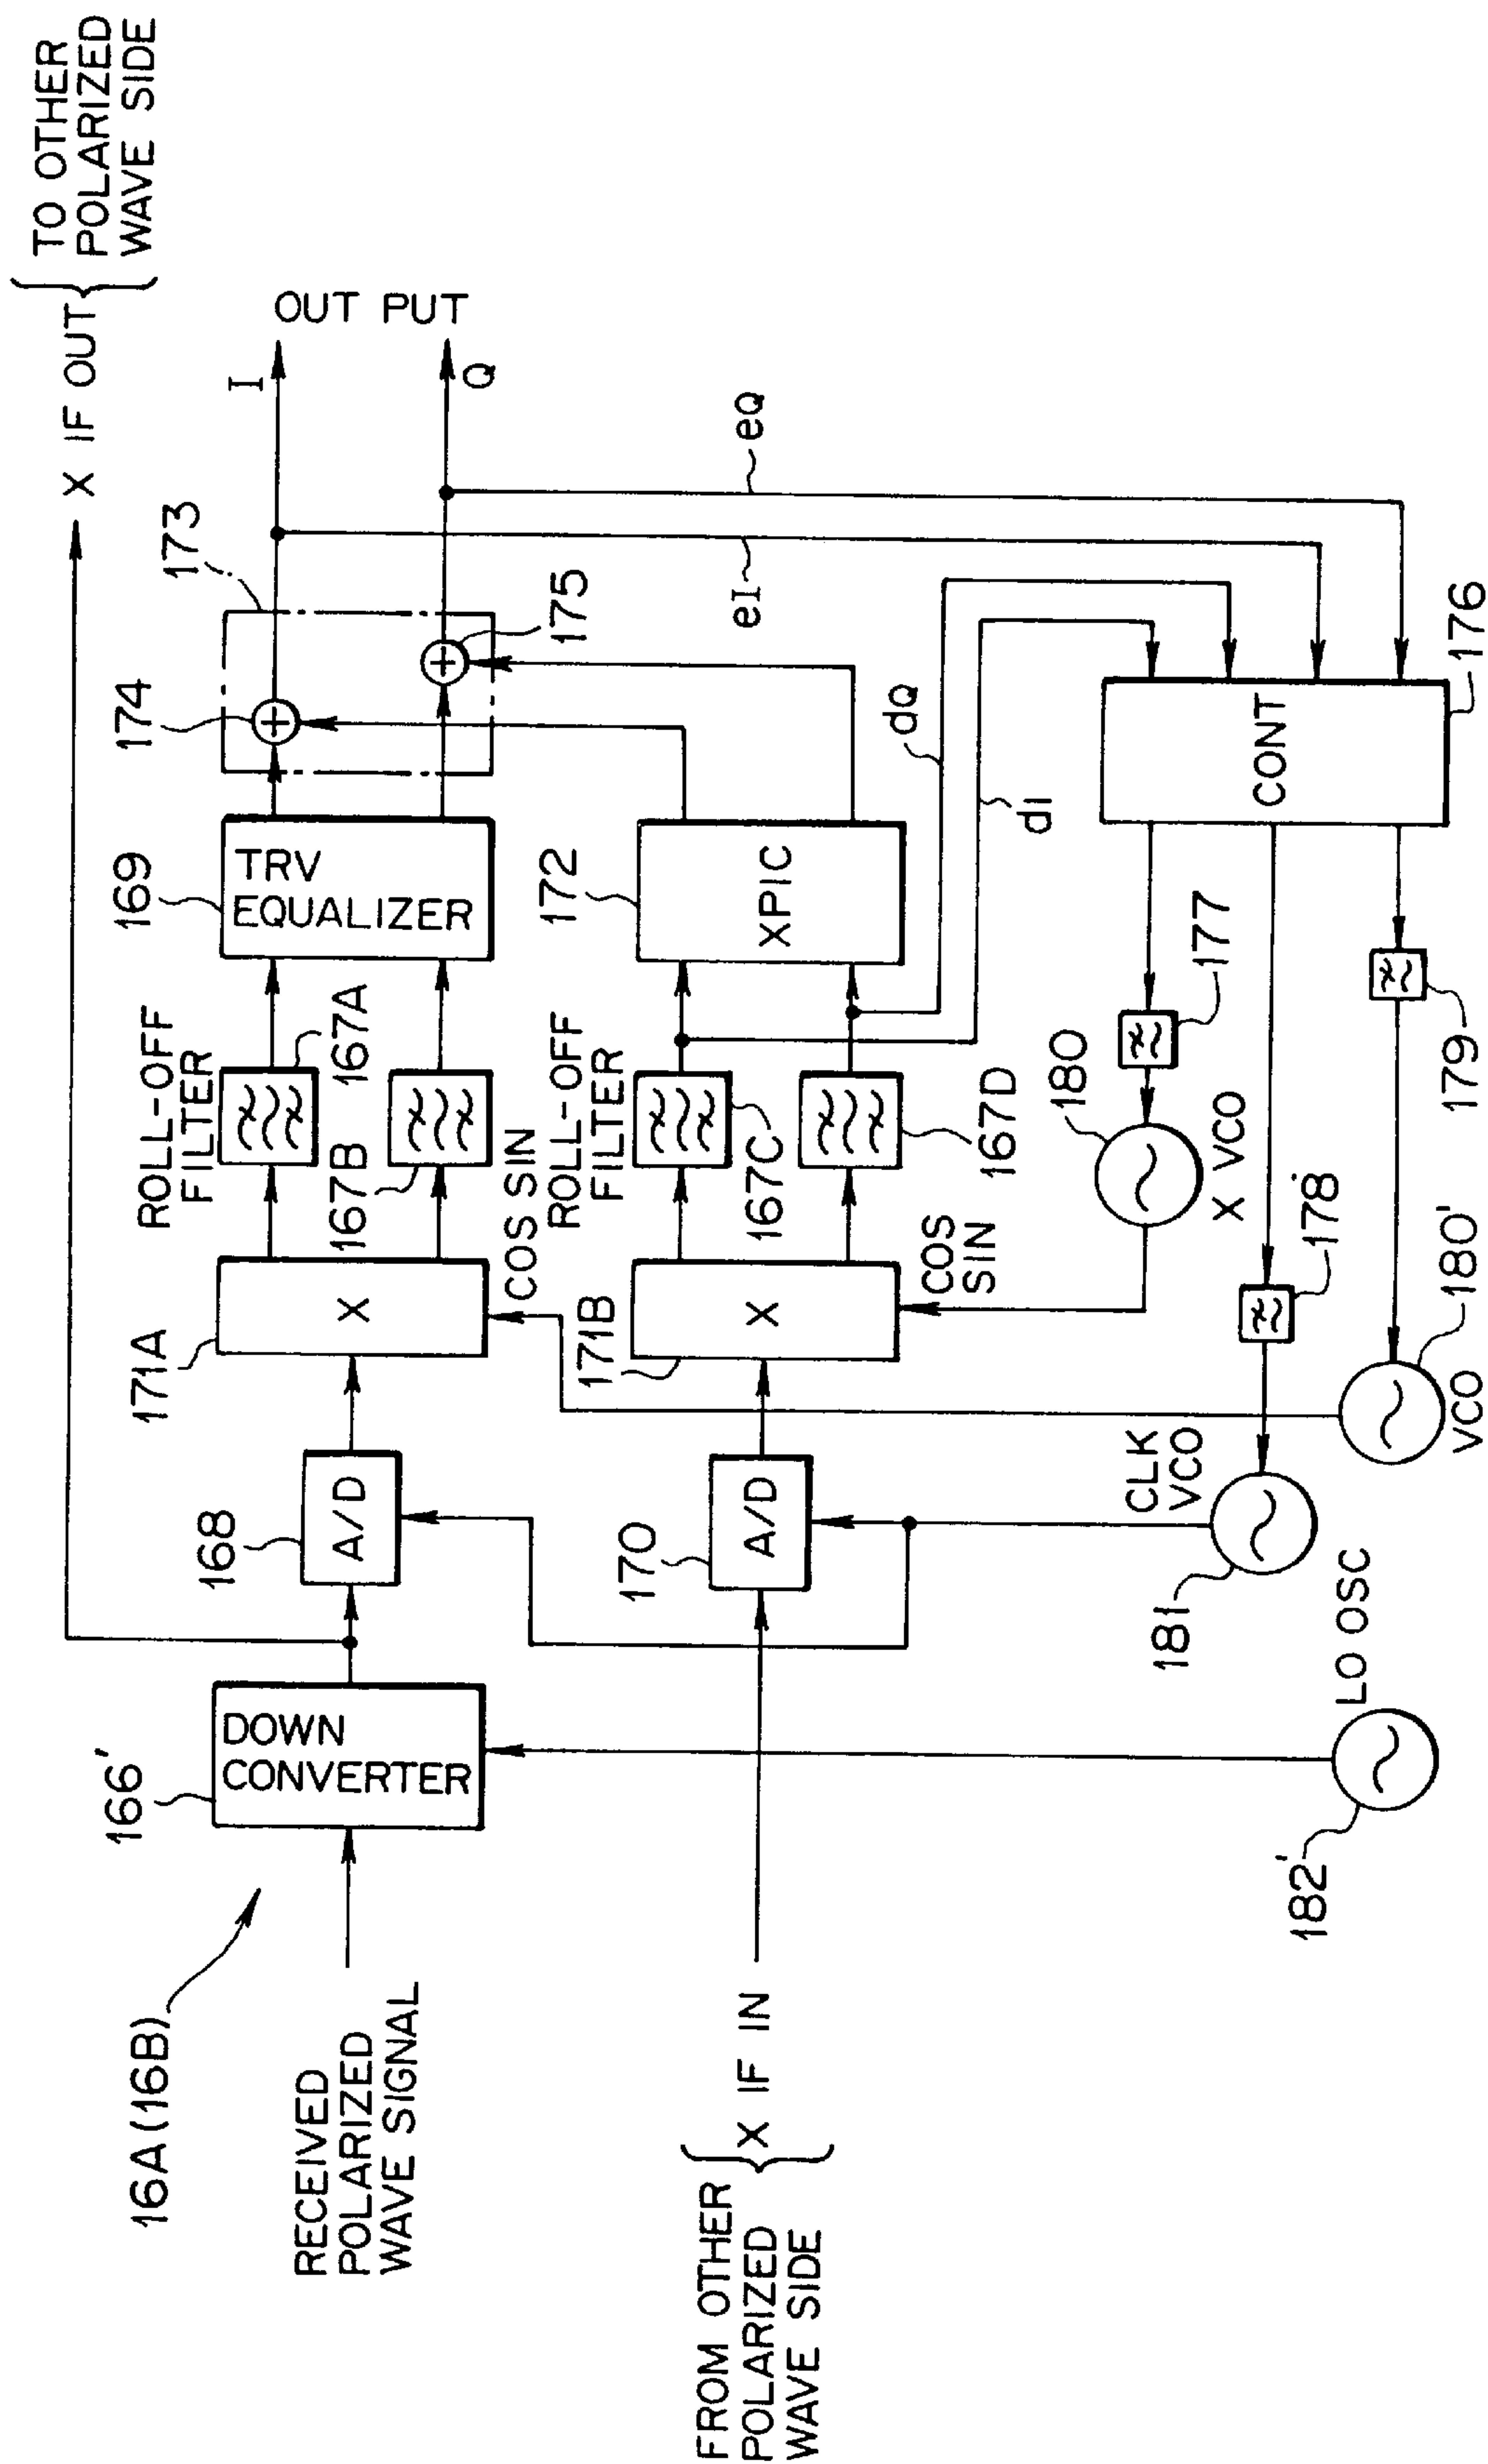 TO OTHER
POLARIZED
WAVE SIDE
X IF OUT
OUT PUT
I
Q
173
174
175
eQ
eI
dQ
dI
169
TRV
EQUALIZER
172
XPIC
CONT
176
ROLL-OFF
FILTER
167A
167B
ROLL-OFF
FILTER
167C
167D
177
179
180
X VCO
178
171A
X
COS SIN
171B
X
COS
SIN
180'
VCO
168
A/D
170
A/D
CLK
VCO
181
166'
DOWN
CONVERTER
LO OSC
182'
16A (16B)
RECEIVED
POLARIZED
WAVE SIGNAL
X IF IN
FROM OTHER
POLARIZED
WAVE SIDE